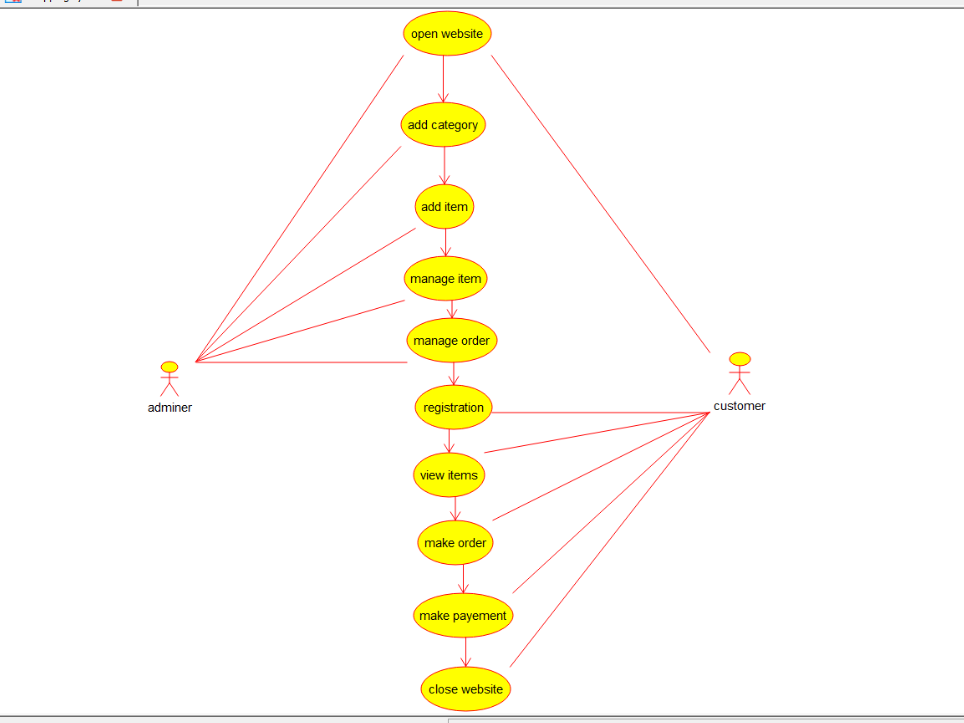 open website
add category
add item
manage item
manage order
adminer
registration
customer
view items
make order
make payement
close website